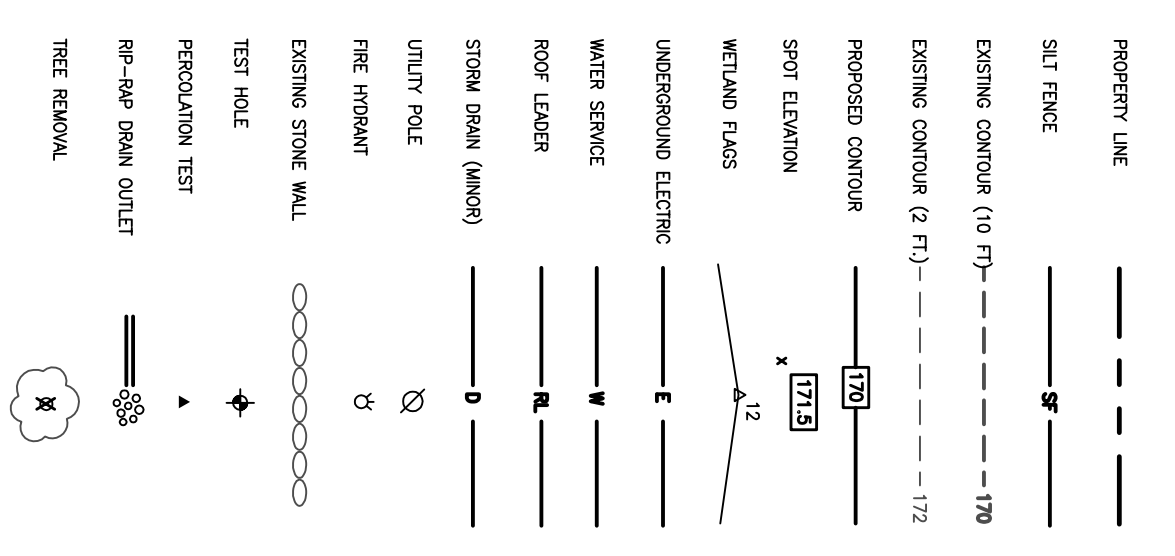 PROPERTY LINE
SILT FENCE SF
EXISTING CONTOUR (10 FT) 170
EXISTING CONTOUR (2 FT.) 172
PROPOSED CONTOUR 170
SPOT ELEVATION x 171.5
WETLAND FLAGS 12
UNDERGROUND ELECTRIC E
WATER SERVICE W
ROOF LEADER RL
STORM DRAIN (MINOR) D
UTILITY POLE
FIRE HYDRANT
EXISTING STONE WALL
TEST HOLE
PERCOLATION TEST
RIP-RAP DRAIN OUTLET
TREE REMOVAL